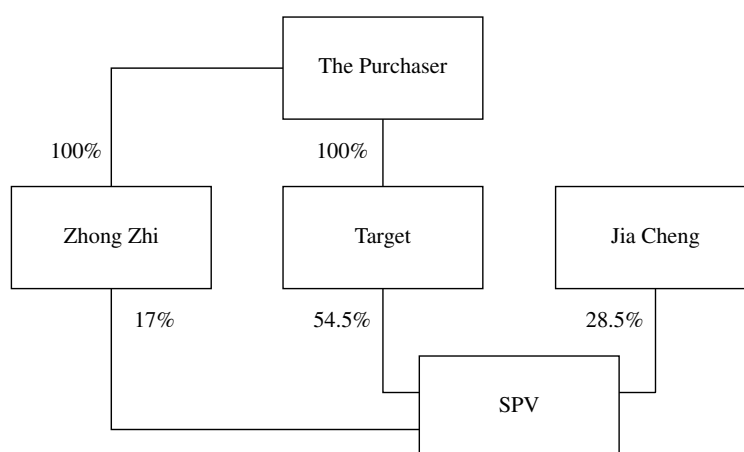 The Purchaser
100%
100%
Zhong Zhi
Target
Jia Cheng
17%
54.5%
28.5%
SPV